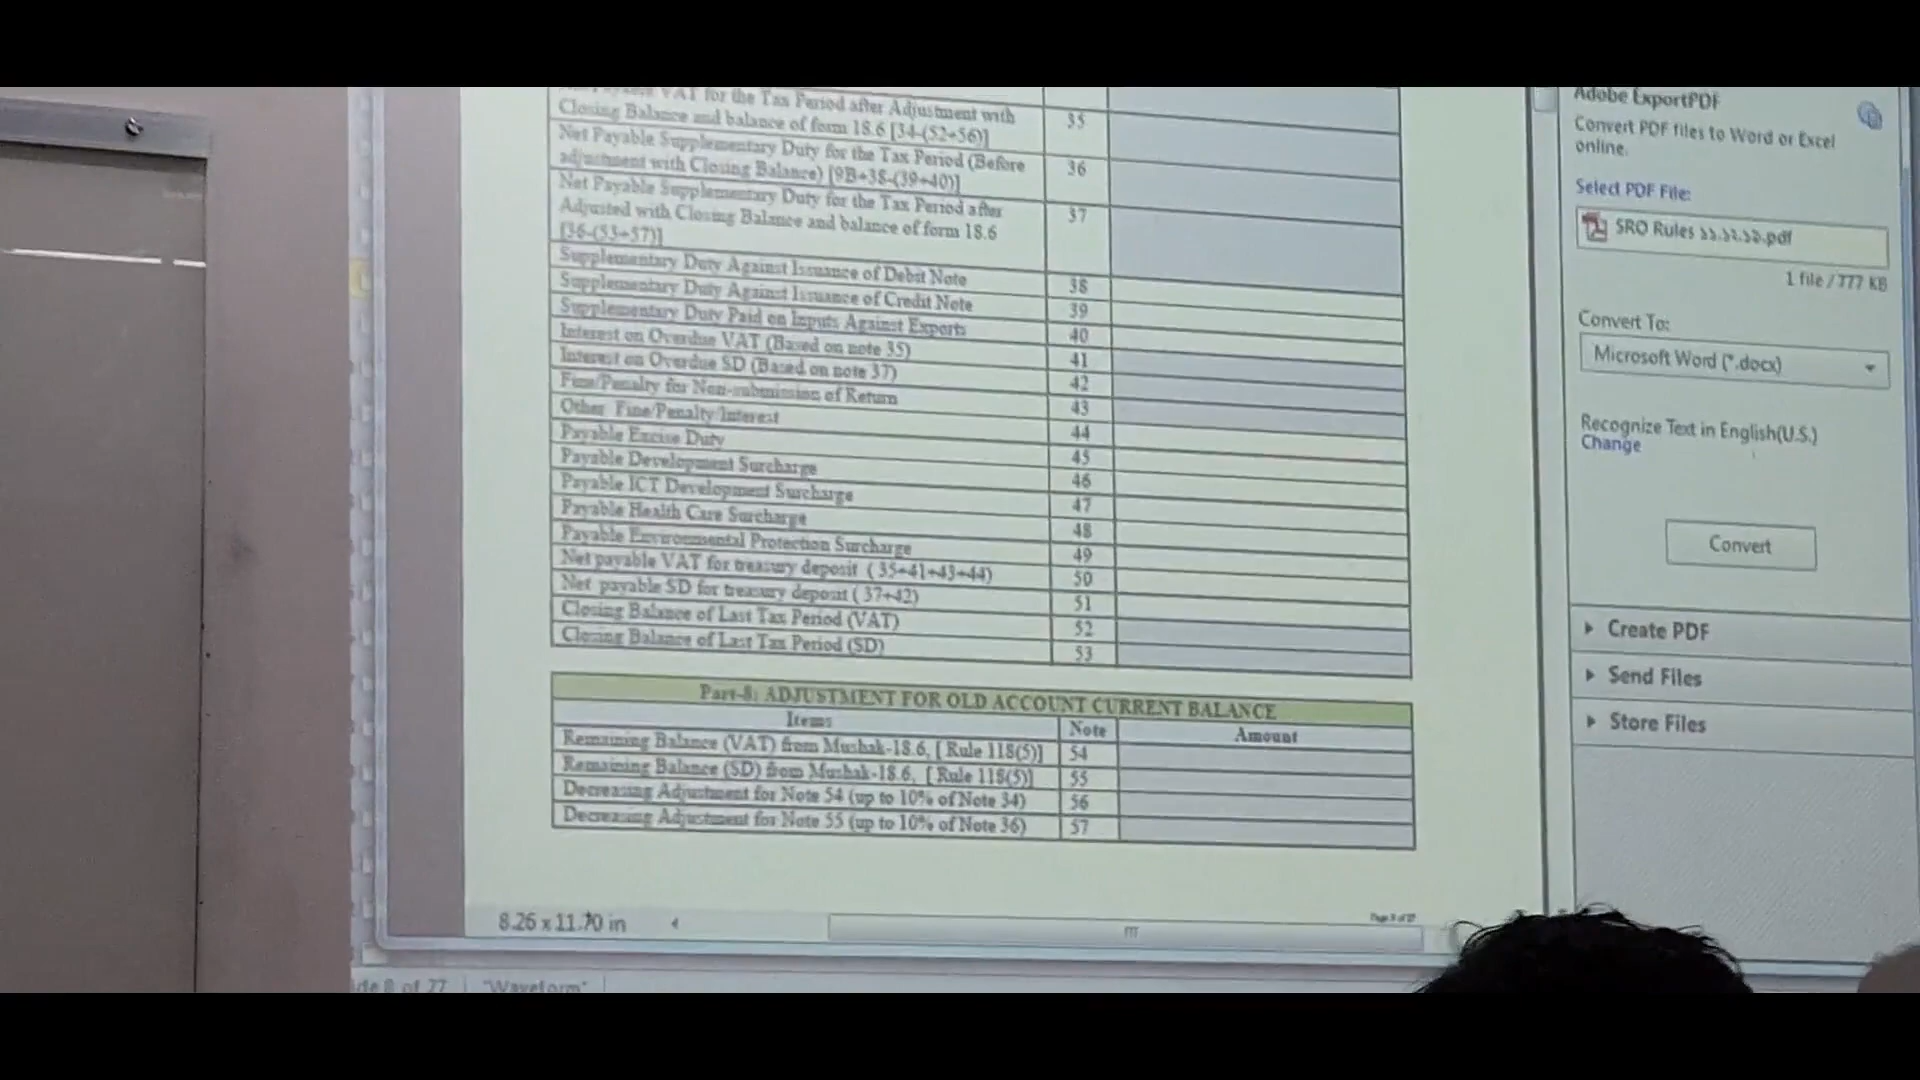 Payable VAT for the Tax Period after Adjustment with
Closing Balance and balance of form 18.6 [34-(52+56)]
35
Net Payable Supplementary Duty for the Tax Period (Before
adjustment with Closing Balance) [9B+38-(39+40)]
36
Net Payable Supplementary Duty for the Tax Period after
Adjusted with Closing Balance and balance of form 18.6
[36-(53+57)]
37
Supplementary Duty Against Issuance of Debit Note 38
Supplementary Duty Against Issuance of Credit Note 39
Supplementary Duty Paid on Inputs Against Exports 40
Interest on Overdue VAT (Based on note 35) 41
Interest on Overdue SD (Based on note 37) 42
Fine/Penalty for Non-submission of Return 43
Other Fine/Penalty/Interest 44
Payable Excise Duty 45
Payable Development Surcharge 46
Payable ICT Development Surcharge 47
Payable Health Care Surcharge 48
Payable Environmental Protection Surcharge 49
Net payable VAT for treasury deposit ( 35+41+43+44) 50
Net payable SD for treasury deposit ( 37+42) 51
Closing Balance of Last Tax Period (VAT) 52
Closing Balance of Last Tax Period (SD) 53
Part-8: ADJUSTMENT FOR OLD ACCOUNT CURRENT BALANCE
Items Note Amount
Remaining Balance (VAT) from Mushak-18.6, [ Rule 118(5)] 54
Remaining Balance (SD) from Mushak-18.6, [ Rule 118(5)] 55
Decreasing Adjustment for Note 54 (up to 10% of Note 34) 56
Decreasing Adjustment for Note 55 (up to 10% of Note 36) 57
8.26 x 11.70 in
"Waveform"
Adobe ExportPDF
Convert PDF files to Word or Excel
online.
Select PDF File:
SRO Rules ১১.১২.১৯.pdf
1 file / 777 KB
Convert To:
Microsoft Word (*.docx)
Recognize Text in English(U.S.)
Change
Convert
Create PDF
Send Files
Store Files